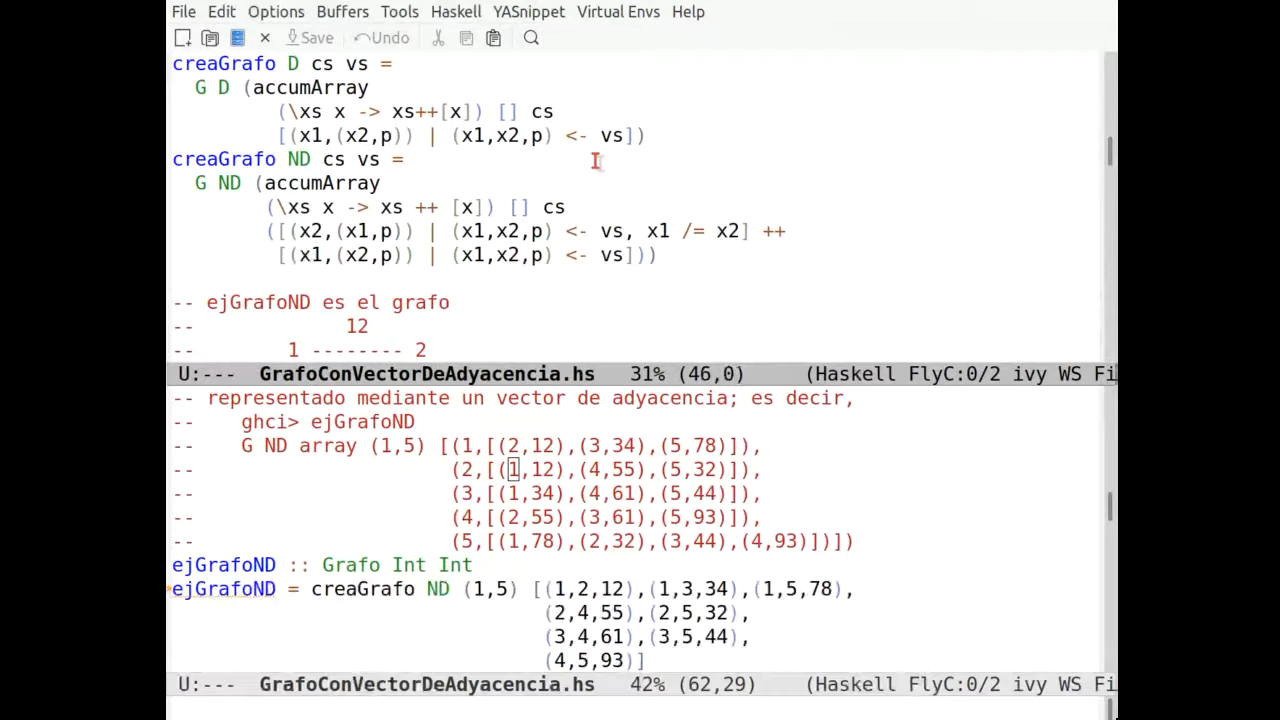 File Edit Options Buffers Tools Haskell YASnippet Virtual Envs Help
Save Undo
creaGrafo D cs vs =
G D (accumArray
(\xs x -> xs++[x]) [] cs
[(x1,(x2,p)) | (x1,x2,p) <- vs])
creaGrafo ND cs vs =
G ND (accumArray
(\xs x -> xs ++ [x]) [] cs
([(x2,(x1,p)) | (x1,x2,p) <- vs, x1 /= x2] ++
[(x1,(x2,p)) | (x1,x2,p) <- vs]))
-- ejGrafoND es el grafo
-- 12
-- 1 -------- 2
U:--- GrafoConVectorDeAdyacencia.hs 31% (46,0) (Haskell FlyC:0/2 ivy WS Fi
-- representado mediante un vector de adyacencia; es decir,
-- ghci> ejGrafoND
-- G ND array (1,5) [(1,[(2,12),(3,34),(5,78)]),
-- (2,[(1,12),(4,55),(5,32)]),
-- (3,[(1,34),(4,61),(5,44)]),
-- (4,[(2,55),(3,61),(5,93)]),
-- (5,[(1,78),(2,32),(3,44),(4,93)])])
ejGrafoND :: Grafo Int Int
ejGrafoND = creaGrafo ND (1,5) [(1,2,12),(1,3,34),(1,5,78),
(2,4,55),(2,5,32),
(3,4,61),(3,5,44),
(4,5,93)]
U:--- GrafoConVectorDeAdyacencia.hs 42% (62,29) (Haskell FlyC:0/2 ivy WS Fi